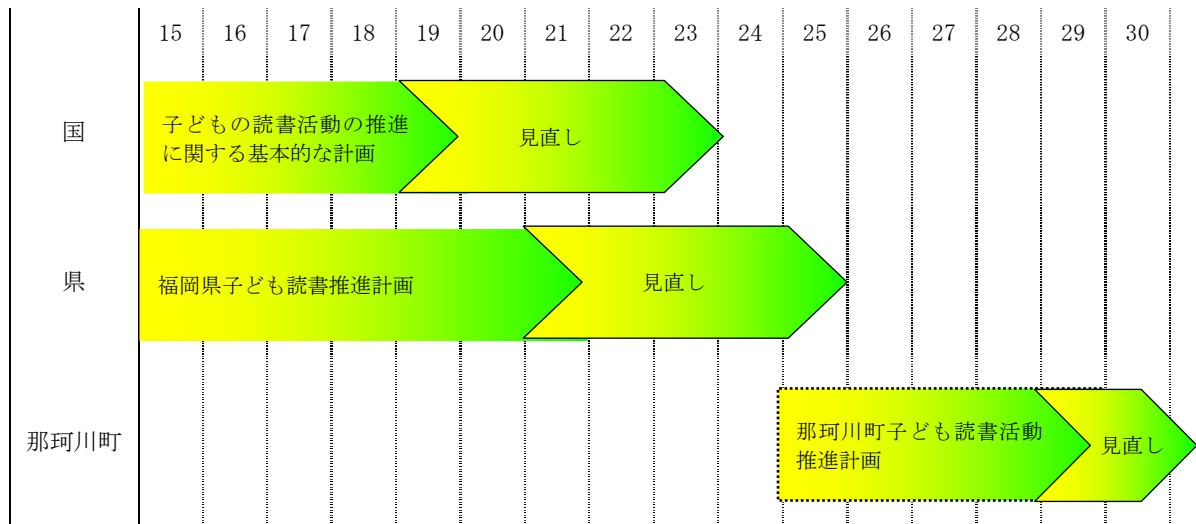 15 16 17 18 19 20 21 22 23 24 25 26 27 28 29 30
国
子どもの読書活動の推進
に関する基本的な計画
見直し
県
福岡県子ども読書推進計画
見直し
那珂川町
那珂川町子ども読書活動
推進計画
見直し